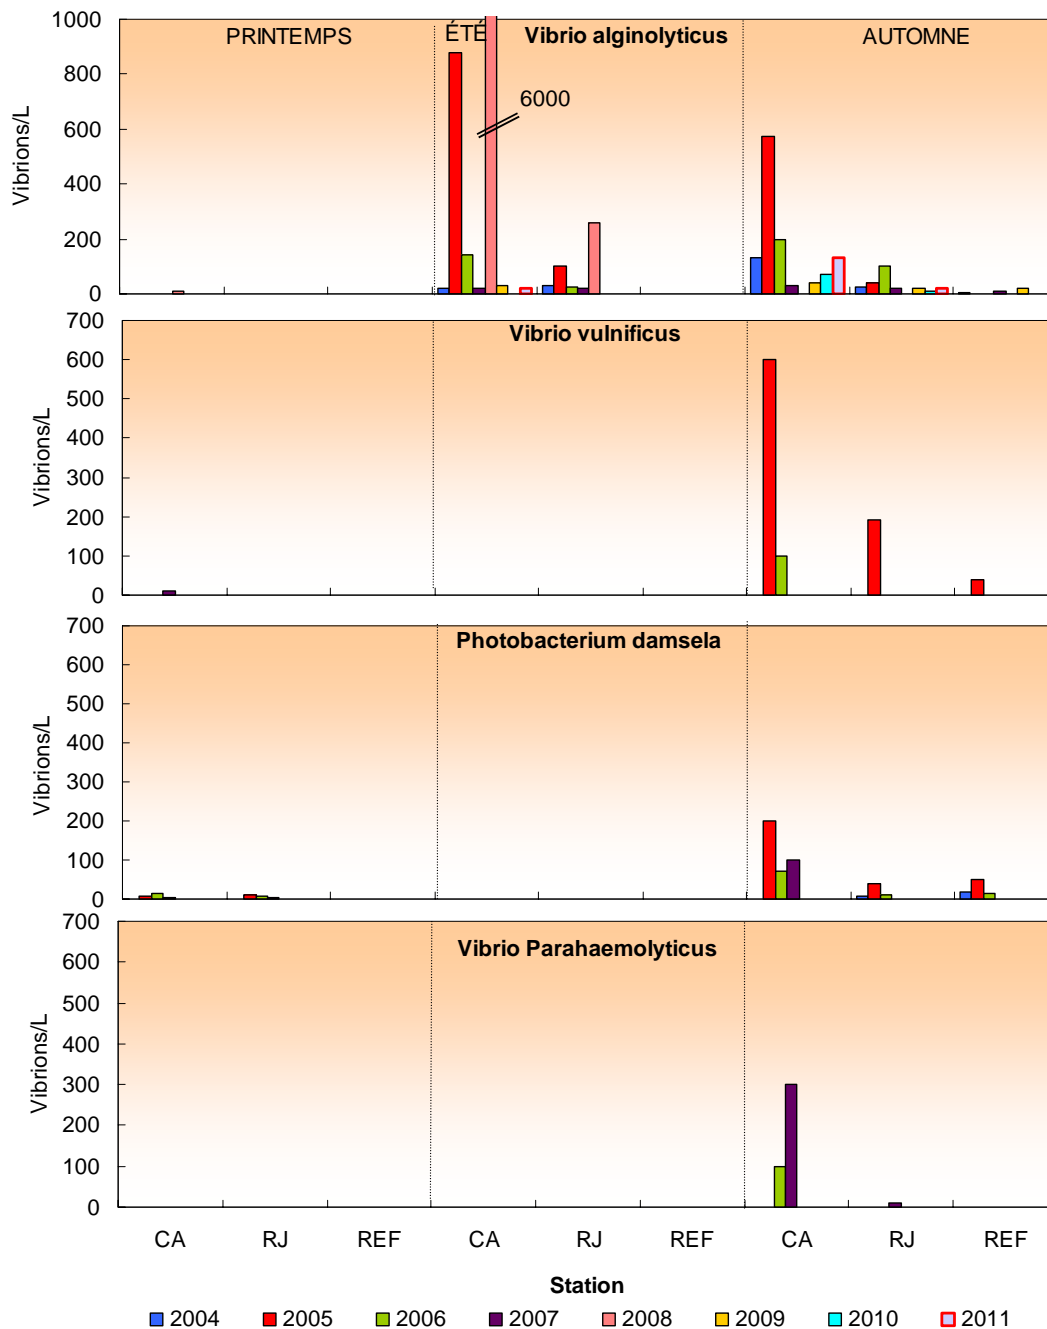 PRINTEMPS ÉTÉ Vibrio alginolyticus AUTOMNE
1000
800
600
400
200
0
6000
Vibrions/L
Vibrio vulnificus
700
600
500
400
300
200
100
0
Vibrions/L
Photobacterium damsela
700
600
500
400
300
200
100
0
Vibrions/L
Vibrio Parahaemolyticus
700
600
500
400
300
200
100
0
Vibrions/L
CA RJ REF CA RJ REF CA RJ REF
Station
2004 2005 2006 2007 2008 2009 2010 2011